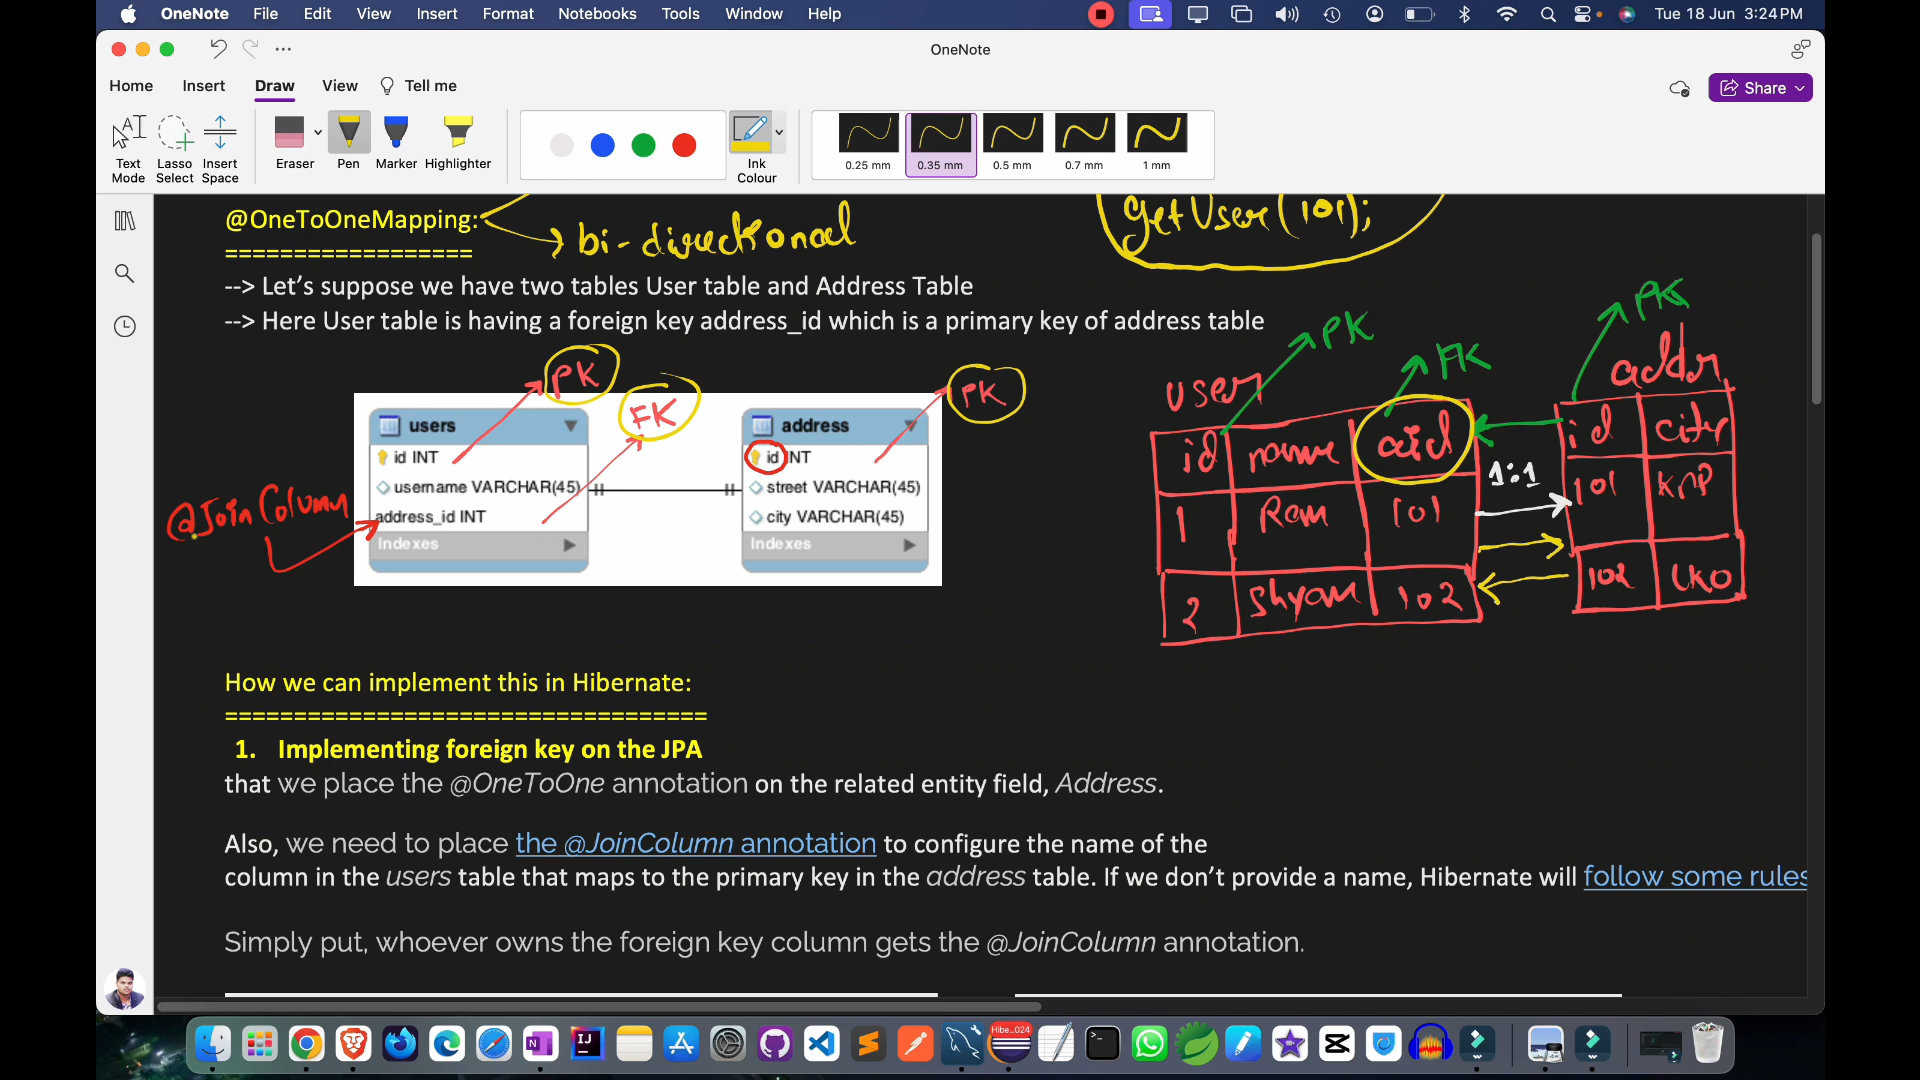 OneNote File Edit View Insert Format Notebooks Tools Window Help Tue 18 Jun 3:24 PM
OneNote
Home Insert Draw View Tell me Share
Text Mode Lasso Select Insert Space Eraser Pen Marker Highlighter Ink Colour 0.25 mm 0.35 mm 0.5 mm 0.7 mm 1 mm
@OneToOneMapping:
=================
bi-directional
getUser(101);
--> Let's suppose we have two tables User table and Address Table
--> Here User table is having a foreign key address_id which is a primary key of address table
PK
FK
PK
users
id INT
username VARCHAR(45)
address_id INT
Indexes
@JoinColumn
address
id INT
street VARCHAR(45)
city VARCHAR(45)
Indexes
PK
FK
PK
user
id name aid
1 Ram 101
2 Shyam 102
1:1
addr
id city
101 KNP
102 LKO
How we can implement this in Hibernate:
==================================
1. Implementing foreign key on the JPA
that we place the @OneToOne annotation on the related entity field, Address.
Also, we need to place the @JoinColumn annotation to configure the name of the
column in the users table that maps to the primary key in the address table. If we don't provide a name, Hibernate will follow some rules
Simply put, whoever owns the foreign key column gets the @JoinColumn annotation.
Hibe...024